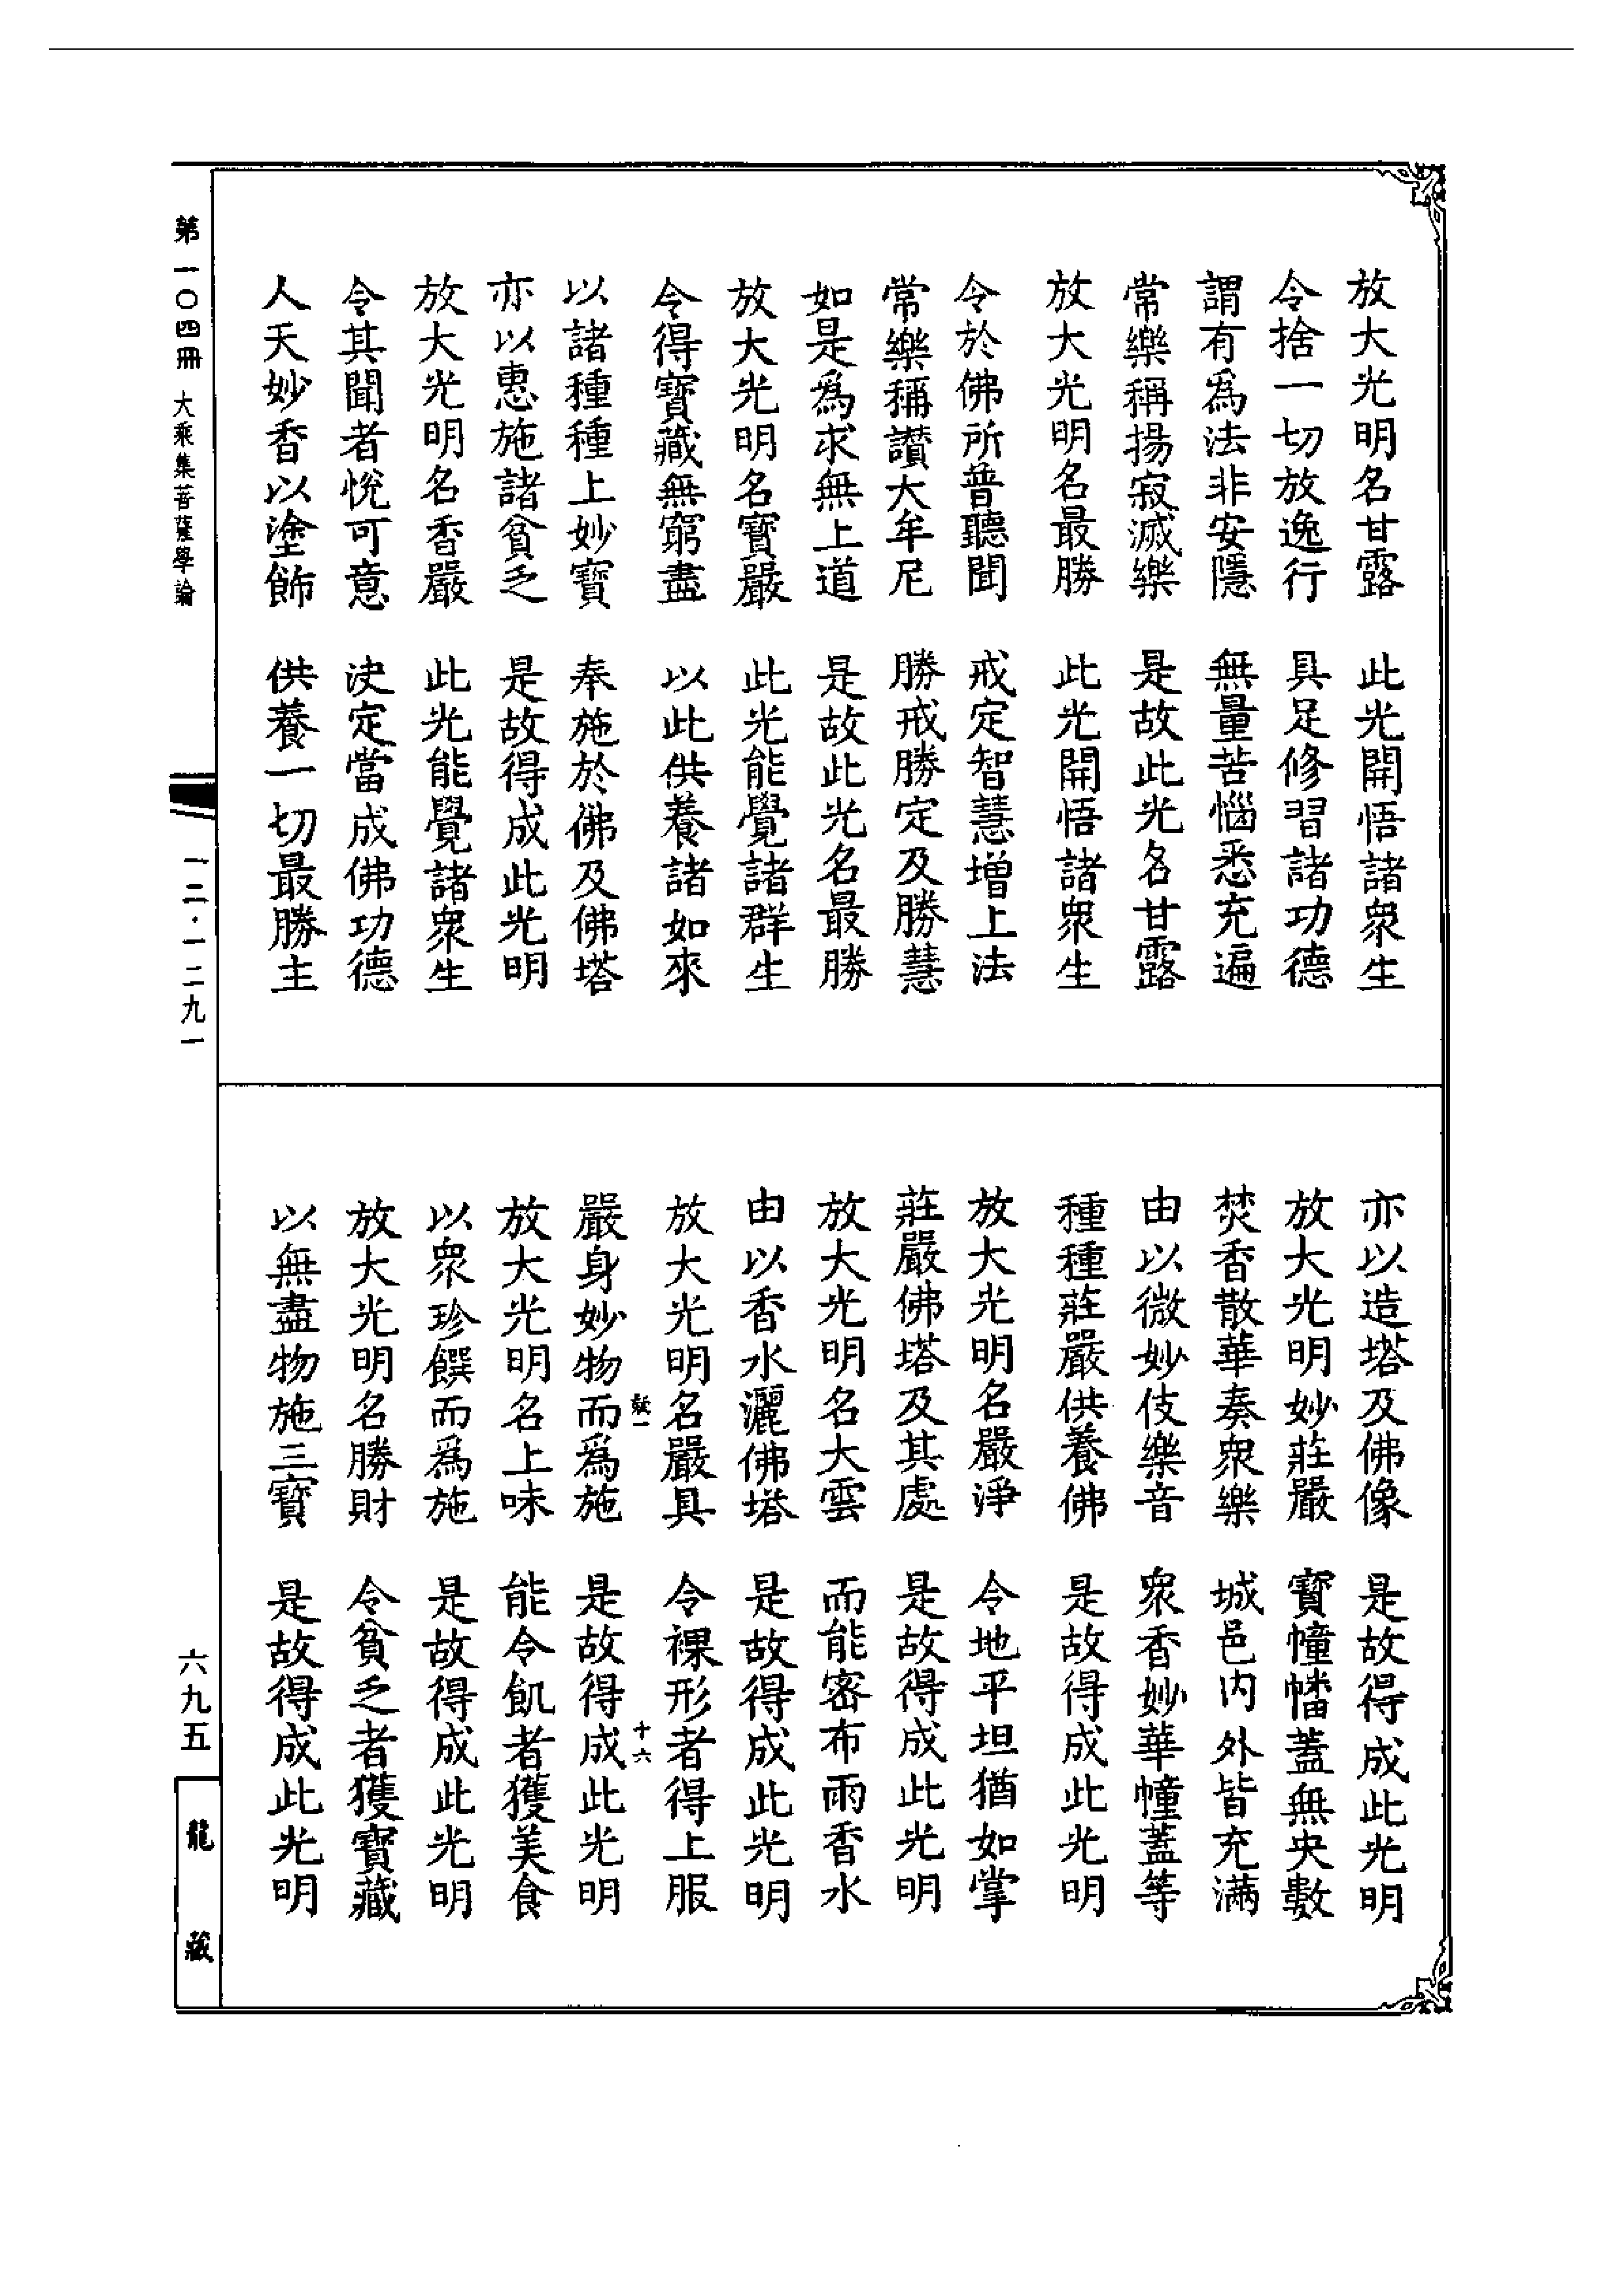 放大光明名甘露　此光開悟諸衆生
令捨一切放逸行　具足修習諸功德
謂有爲法非安隱　無量苦惱悉充遍
常樂稱揚寂滅樂　是故此光名甘露
放大光明名最勝　此光開悟諸衆生
令於佛所普聽聞　戒定智慧增上法
常樂稱讚大牟尼　勝戒勝定及勝慧
如是爲求無上道　是故此光名最勝
放大光明名寶嚴　此光能覺諸群生
令得寶藏無窮盡　以此供養諸如來
以諸種種上妙寶　奉施於佛及佛塔
亦以惠施諸貧乏　是故得成此光明
放大光明名香嚴　此光能覺諸衆生
令其聞者悅可意　決定當成佛功德
人天妙香以塗飾　供養一切最勝主
亦以造塔及佛像　是故得成此光明
放大光明妙莊嚴　寶幢幡蓋無央數
焚香散華奏衆樂　城邑內外皆充滿
由以微妙伎樂音　衆香妙華幢蓋等
種種莊嚴供養佛　是故得成此光明
放大光明名嚴淨　令地平坦猶如掌
莊嚴佛塔及其處　是故得成此光明
放大光明名大雲　而能密布雨香水
由以香水灑佛塔　是故得成此光明
放大光明名嚴具　令裸形者得上服
十六
嚴身妙物而爲施　是故得成此光明
放大光明名上味　能令飢者獲美食
以衆珍饌而爲施　是故得成此光明
放大光明名勝財　令貧乏者獲寶藏
以無盡物施三寶　是故得成此光明
第一〇四冊　大乘集菩薩學論　一二·一二九一
六九五　龍藏